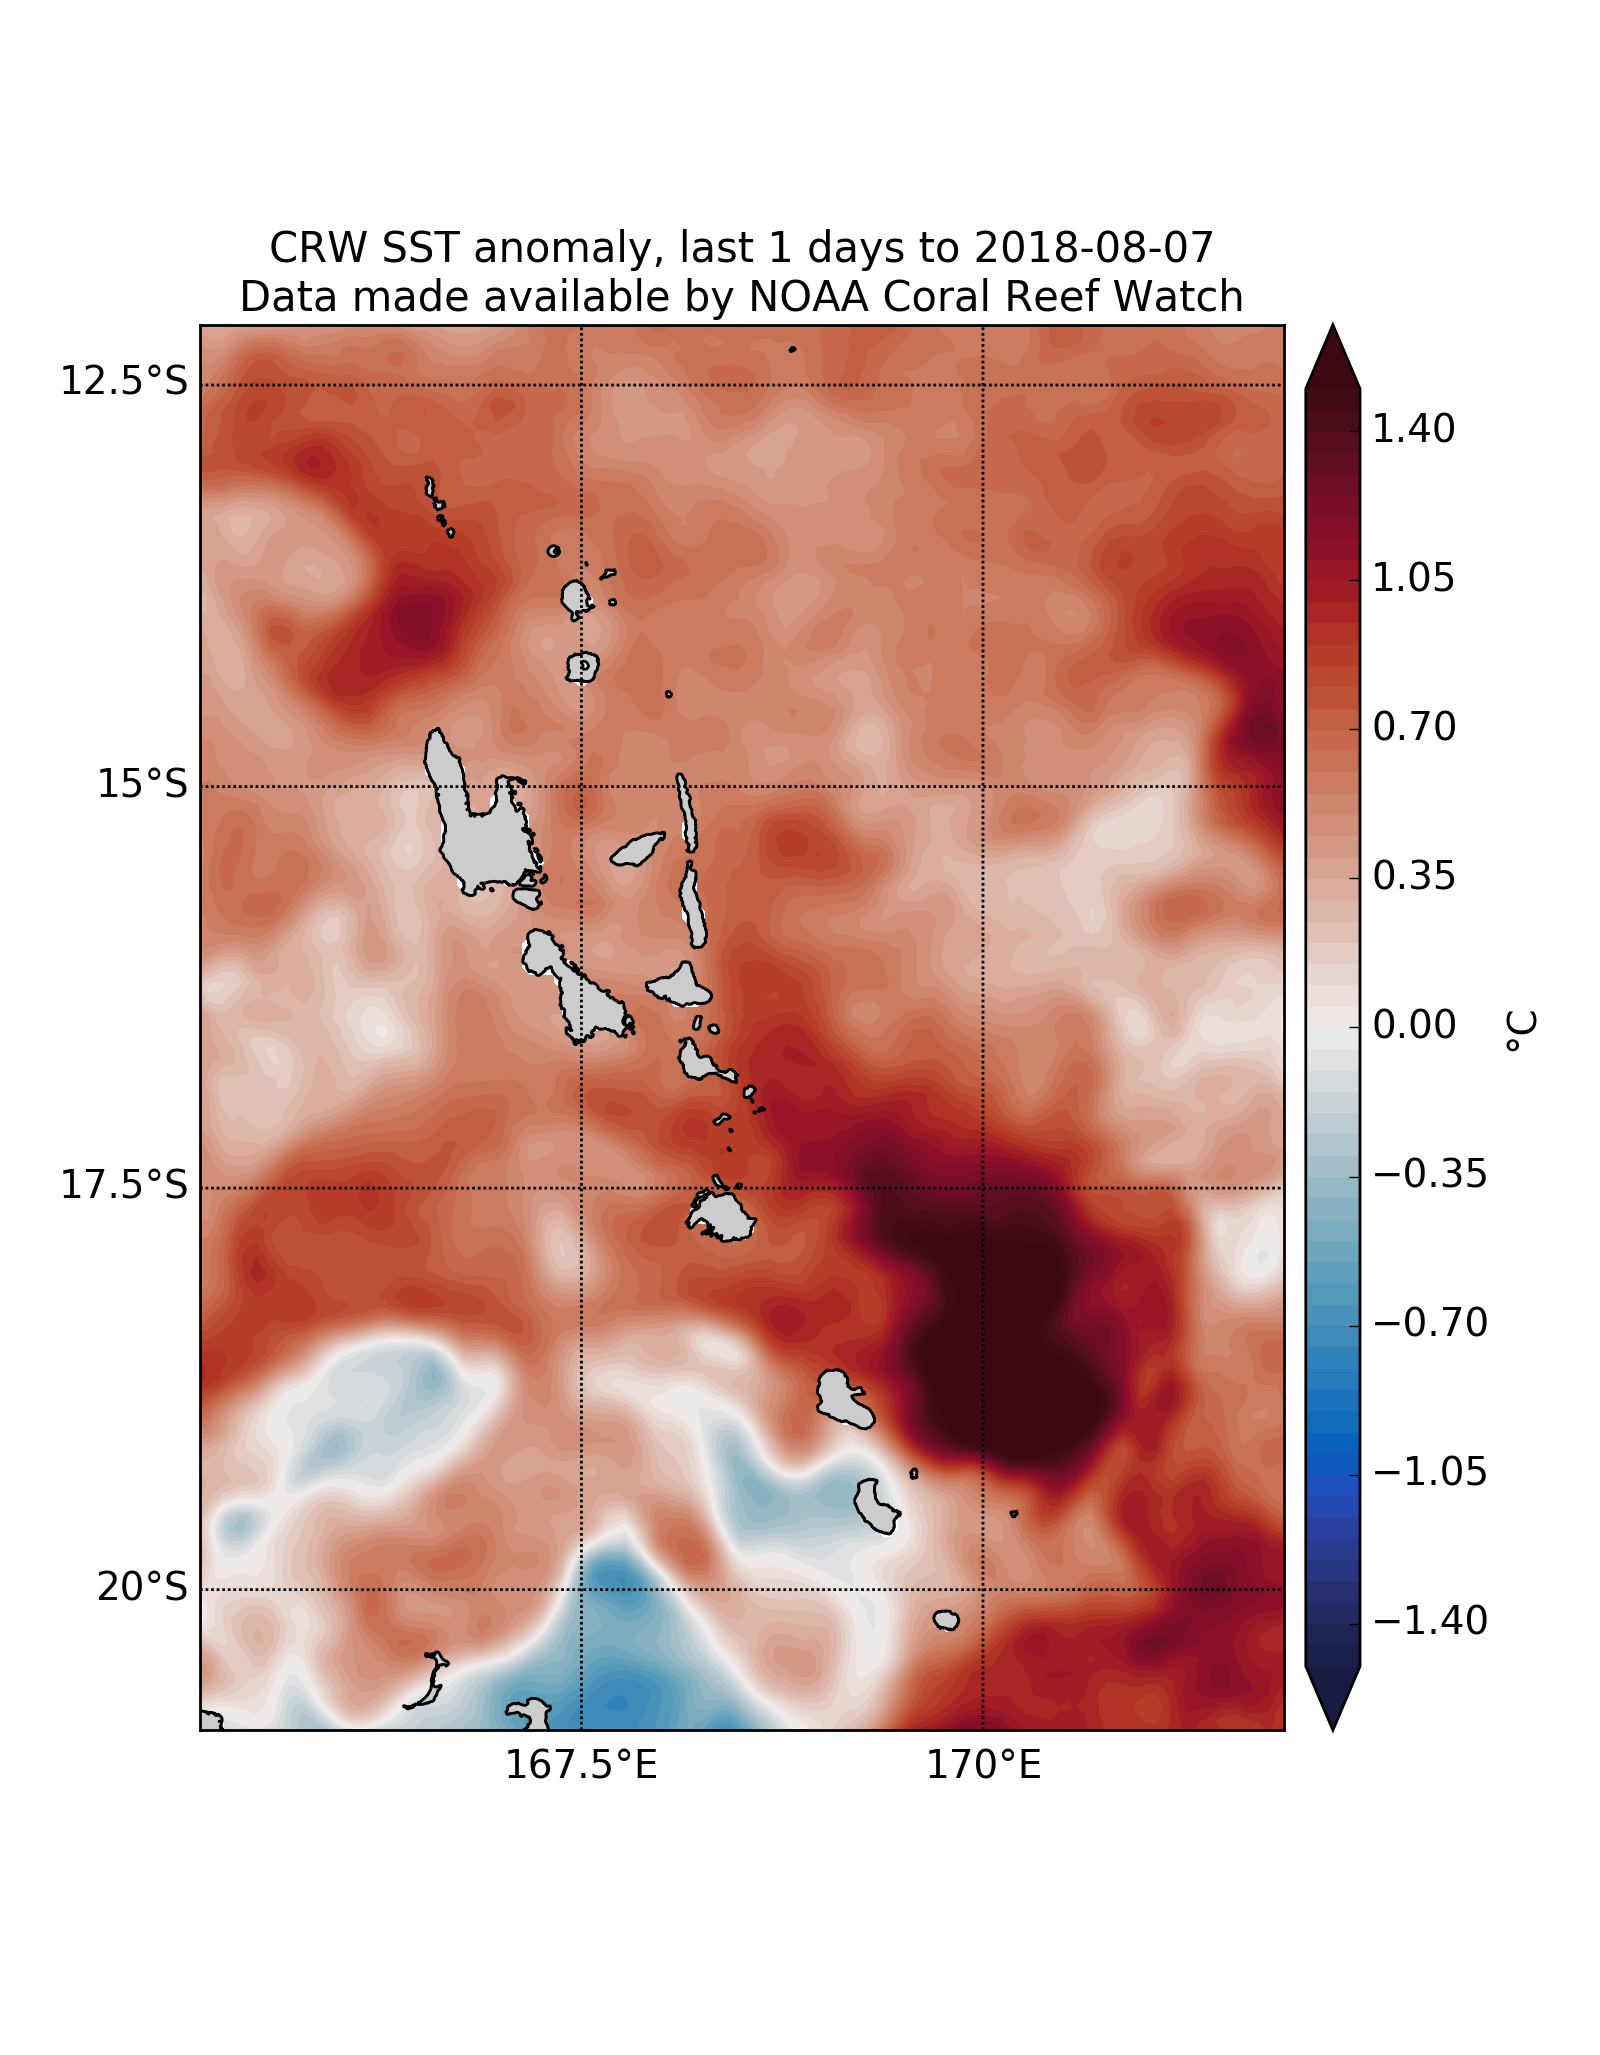 CRW SST anomaly, last 1 days to 2018-08-07
Data made available by NOAA Coral Reef Watch
12.5°S
15°S
17.5°S
20°S
167.5°E
170°E
1.40
1.05
0.70
0.35
0.00
−0.35
−0.70
−1.05
−1.40
°C